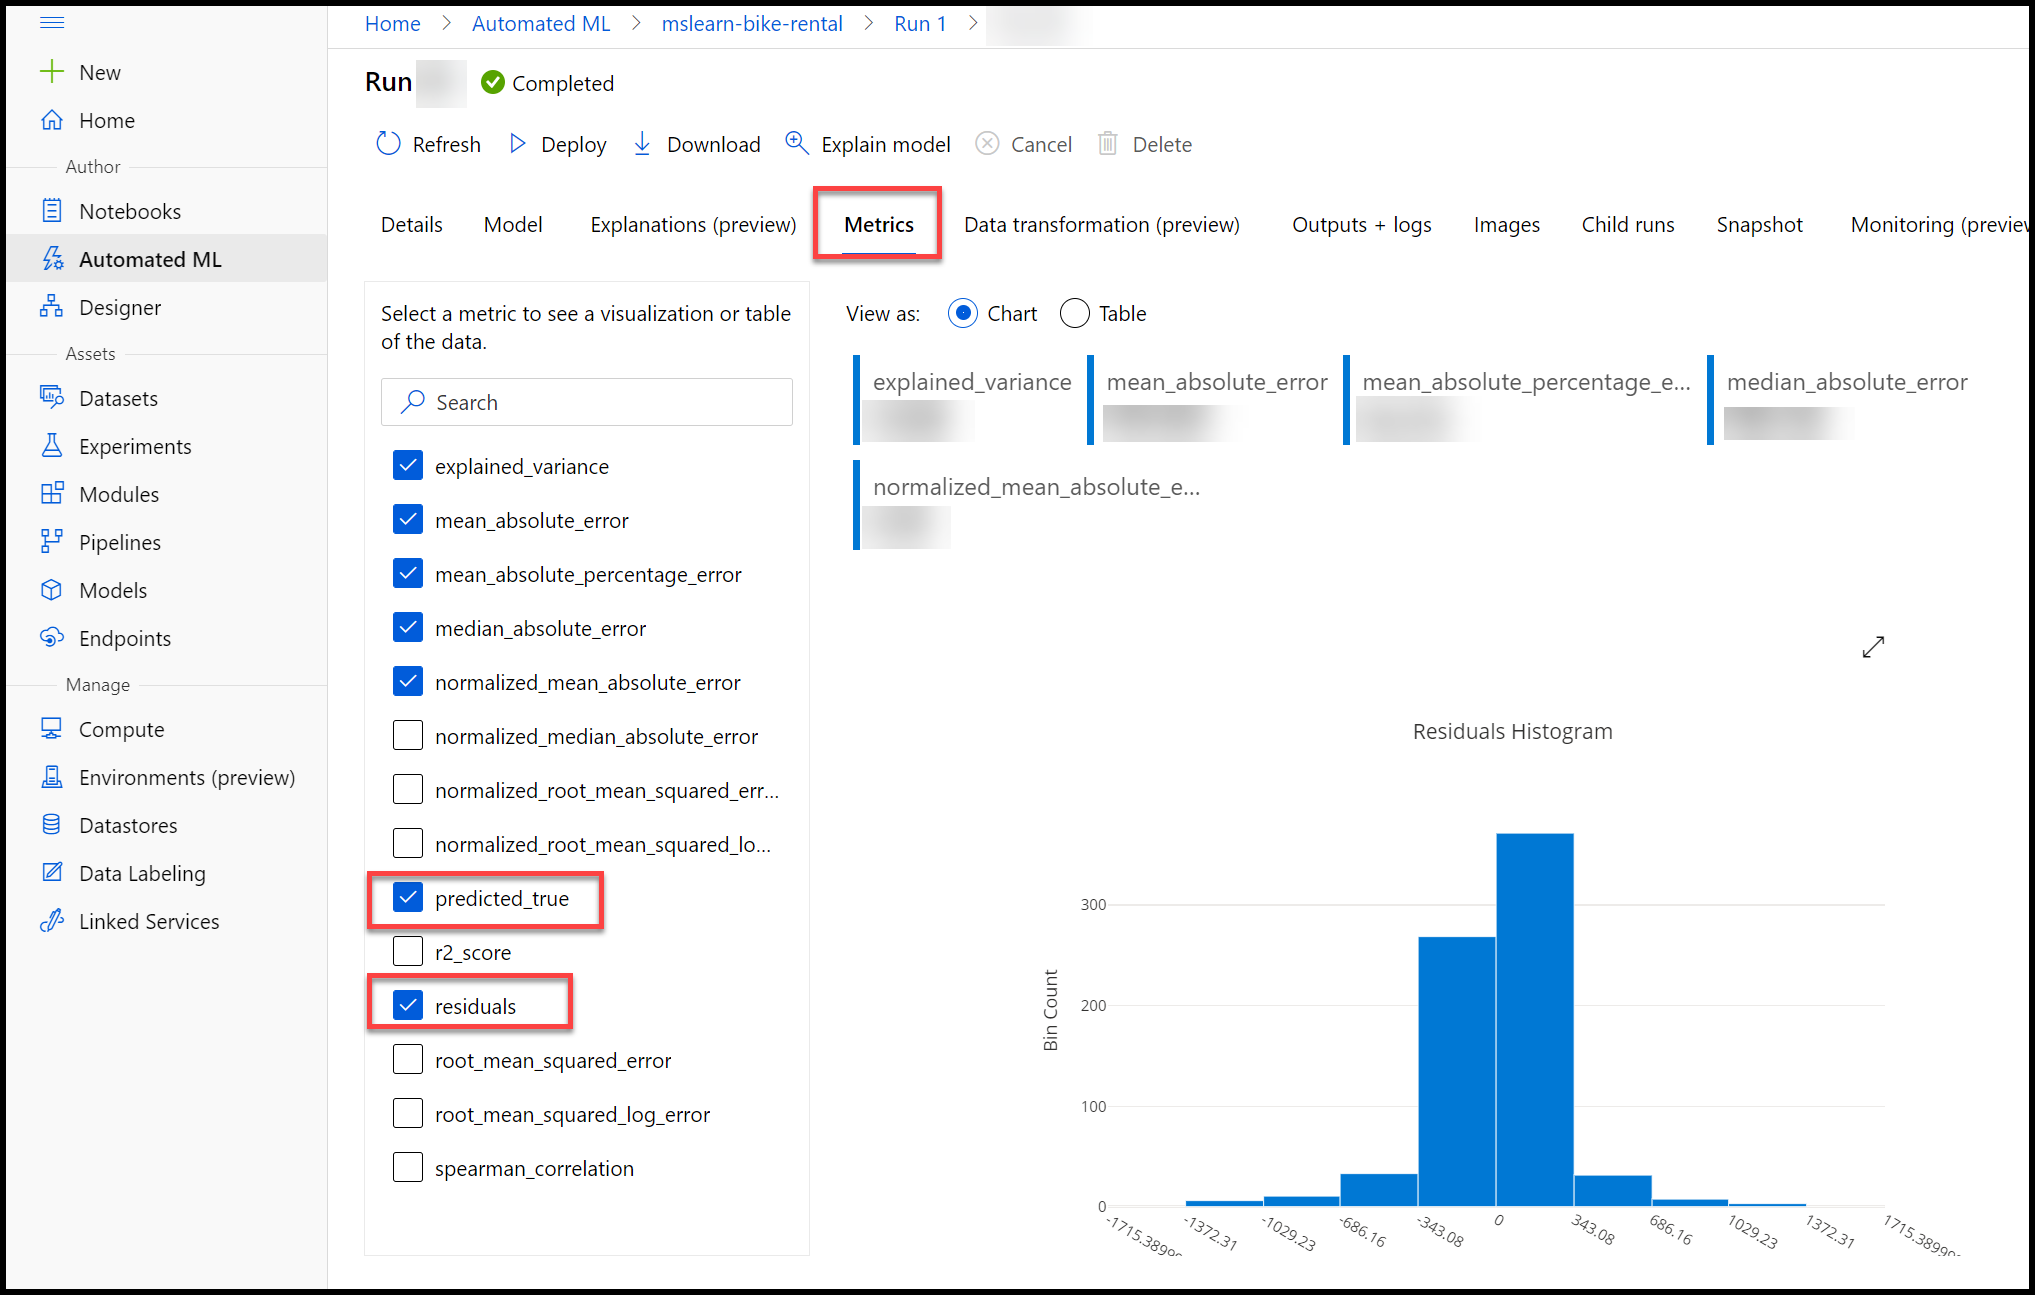 Home > Automated ML > mslearn-bike-rental > Run 1 >
New
Home
Author
Notebooks
Automated ML
Designer
Assets
Datasets
Experiments
Modules
Pipelines
Models
Endpoints
Manage
Compute
Environments (preview)
Datastores
Data Labeling
Linked Services
Run Completed
Refresh Deploy Download Explain model Cancel Delete
Details Model Explanations (preview) Metrics Data transformation (preview) Outputs + logs Images Child runs Snapshot Monitoring (preview
Select a metric to see a visualization or table
of the data.
Search
explained_variance
mean_absolute_error
mean_absolute_percentage_error
median_absolute_error
normalized_mean_absolute_error
normalized_median_absolute_error
normalized_root_mean_squared_err...
normalized_root_mean_squared_lo...
predicted_true
r2_score
residuals
root_mean_squared_error
root_mean_squared_log_error
spearman_correlation
View as: Chart Table
explained_variance mean_absolute_error mean_absolute_percentage_e... median_absolute_error
normalized_mean_absolute_e...
Residuals Histogram
Bin Count
300
200
100
0
-1715.38999 -1372.31 -1029.23 -686.16 -343.08 0 343.08 686.16 1029.23 1372.31 1715.38999